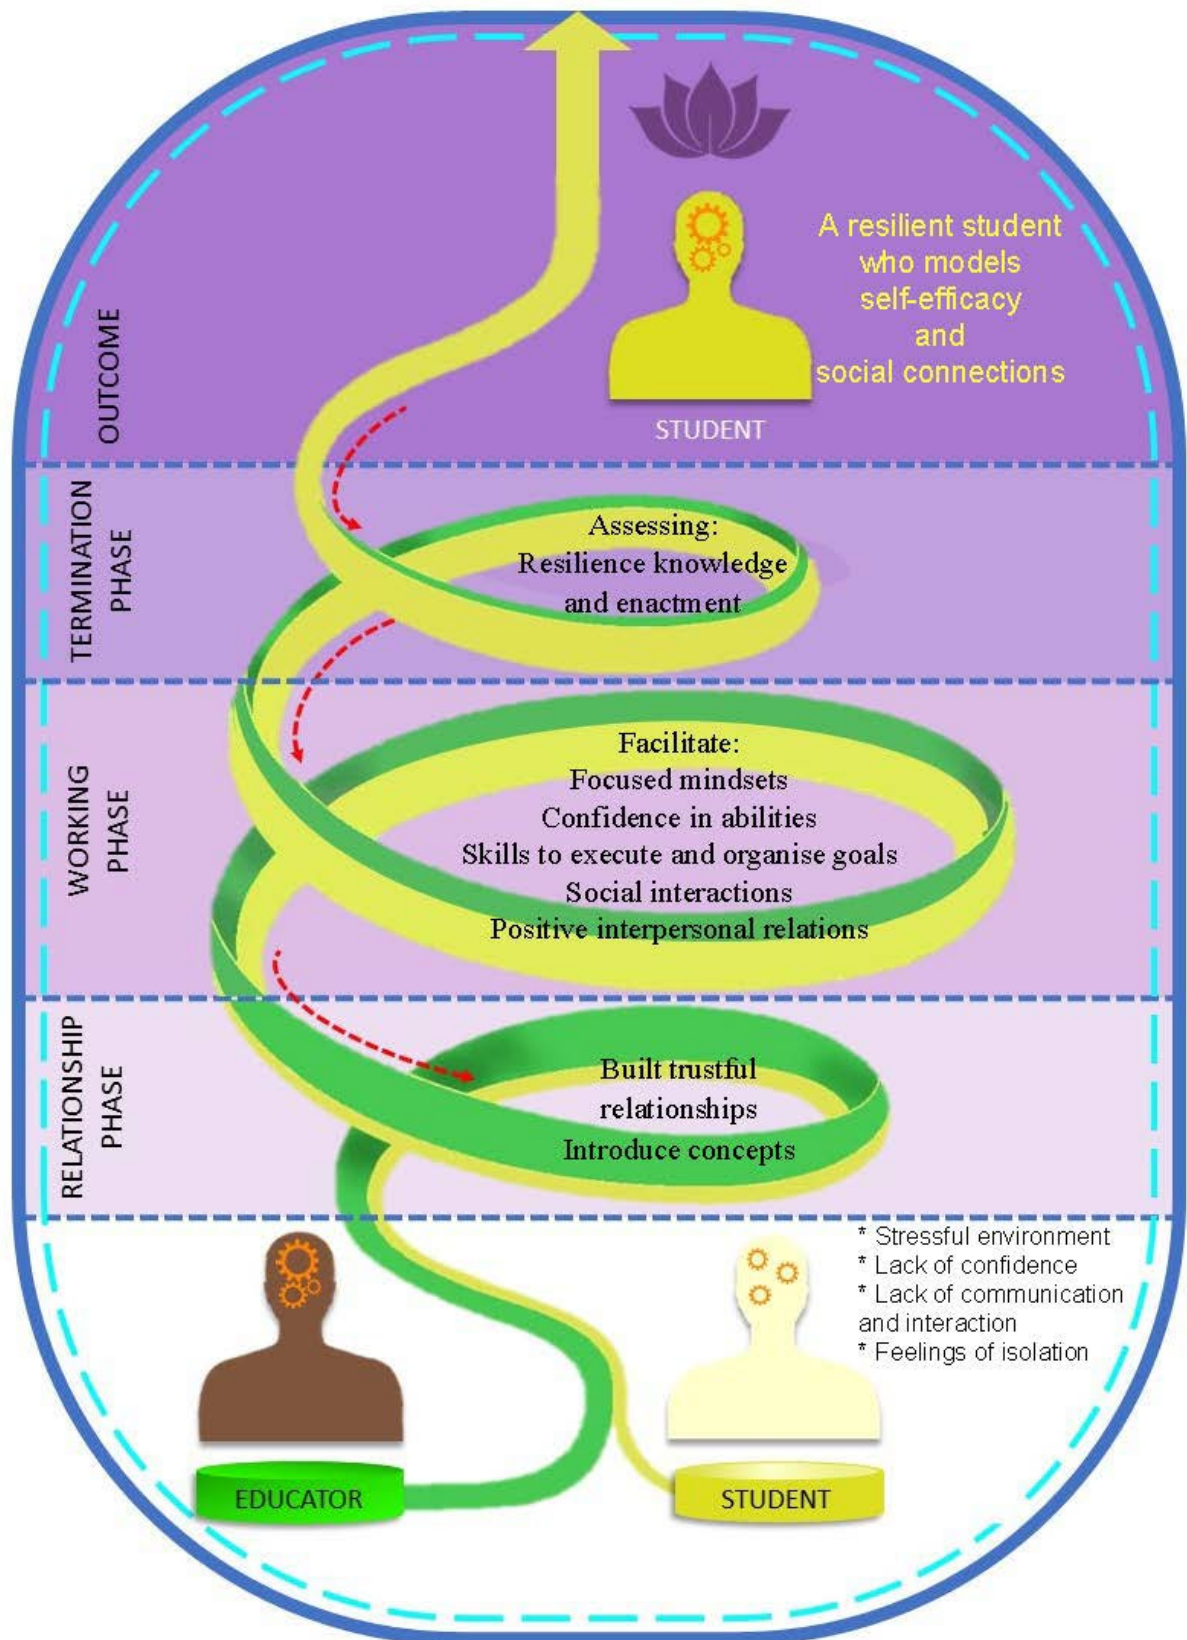 A resilient student
who models
self-efficacy
and
social connections
STUDENT
OUTCOME
TERMINATION
PHASE
Assessing:
Resilience knowledge
and enactment
WORKING
PHASE
Facilitate:
Focused mindsets
Confidence in abilities
Skills to execute and organise goals
Social interactions
Positive interpersonal relations
RELATIONSHIP
PHASE
Built trustful
relationships
Introduce concepts
* Stressful environment
* Lack of confidence
* Lack of communication
and interaction
* Feelings of isolation
EDUCATOR
STUDENT